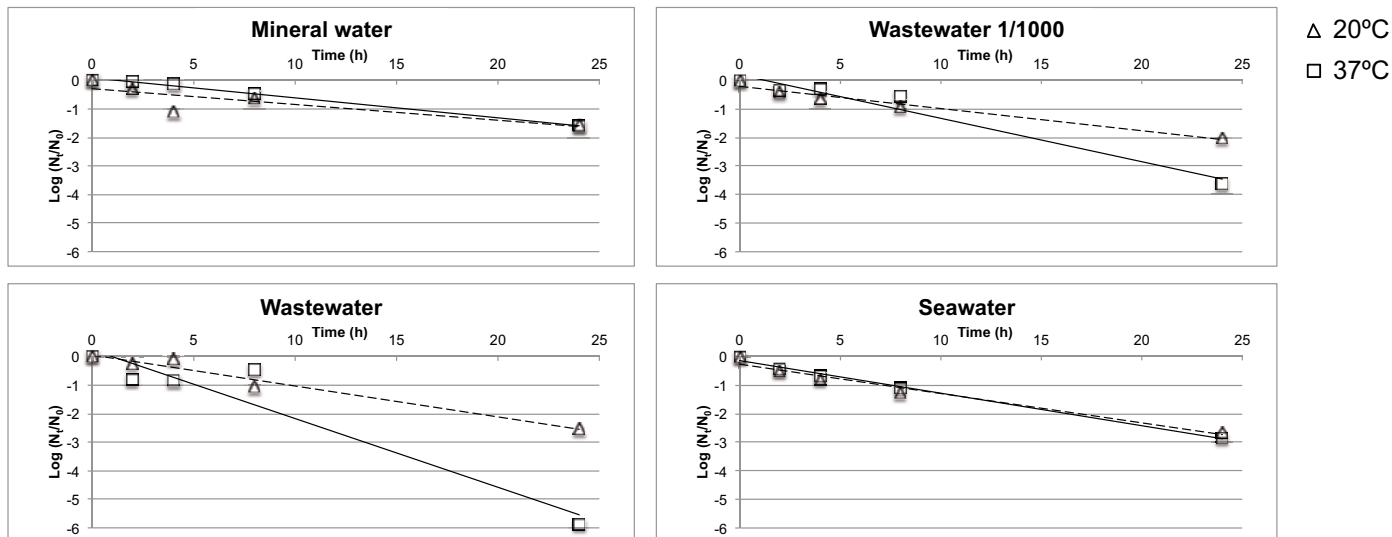 Mineral water
Time (h)
0 5 10 15 20 25
0
-1
-2
-3
-4
-5
-6
Log (Nt/N0)
Wastewater 1/1000
Time (h)
0 5 10 15 20 25
0
-1
-2
-3
-4
-5
-6
Log (Nt/N0)
20ºC
37ºC
Wastewater
Time (h)
0 5 10 15 20 25
0
-1
-2
-3
-4
-5
-6
Log (Nt/N0)
Seawater
Time (h)
0 5 10 15 20 25
0
-1
-2
-3
-4
-5
-6
Log (Nt/N0)